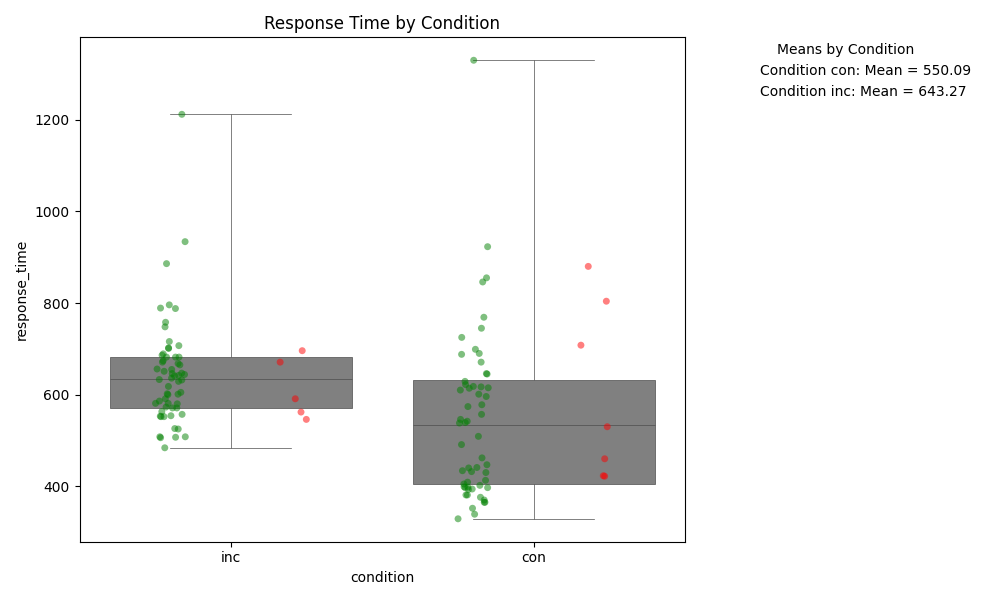 Response Time by Condition
Means by Condition
Condition con: Mean = 550.09
Condition inc: Mean = 643.27
response_time
1200
1000
800
600
400
inc
con
condition